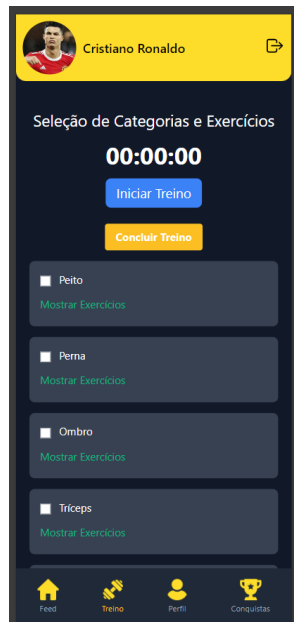 Cristiano Ronaldo
Seleção de Categorias e Exercícios
00:00:00
Iniciar Treino
Concluir Treino
Peito
Mostrar Exercícios
Perna
Mostrar Exercícios
Ombro
Mostrar Exercícios
Tríceps
Mostrar Exercícios
Feed Treino Perfil Conquistas